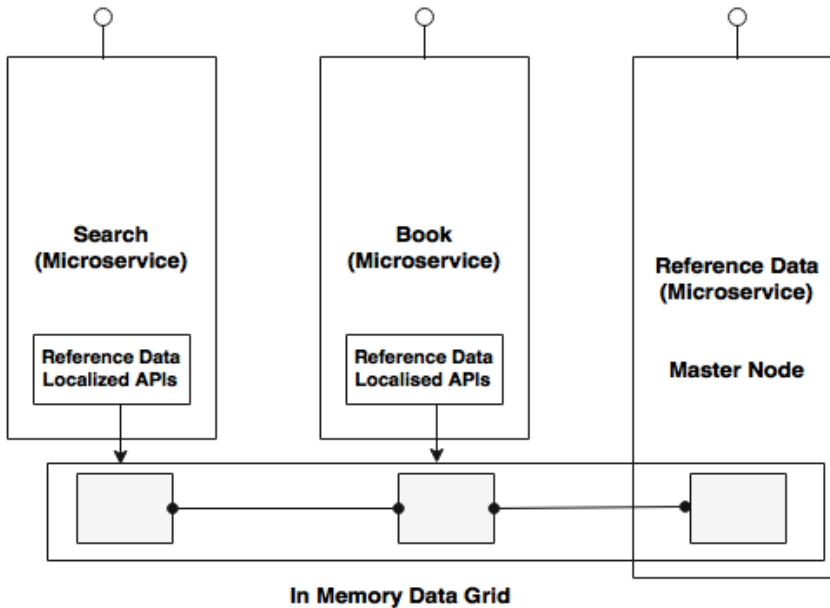 Search
(Microservice)
Reference Data
Localized APIs
Book
(Microservice)
Reference Data
Localised APIs
Reference Data
(Microservice)
Master Node
In Memory Data Grid